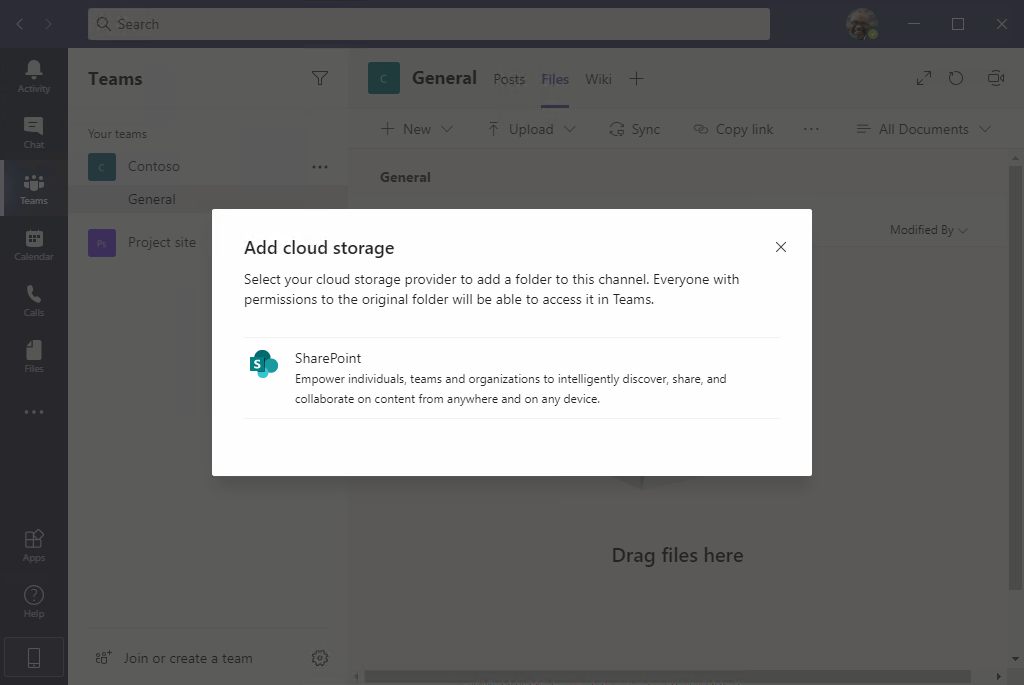 Search
Activity
Chat
Teams
Calendar
Calls
Files
Apps
Help
Teams
Your teams
C Contoso
General
Ps Project site
Join or create a team
C General Posts Files Wiki
New Upload Sync Copy link All Documents
General
Modified By
Add cloud storage
Select your cloud storage provider to add a folder to this channel. Everyone with
permissions to the original folder will be able to access it in Teams.
S SharePoint
Empower individuals, teams and organizations to intelligently discover, share, and
collaborate on content from anywhere and on any device.
Drag files here